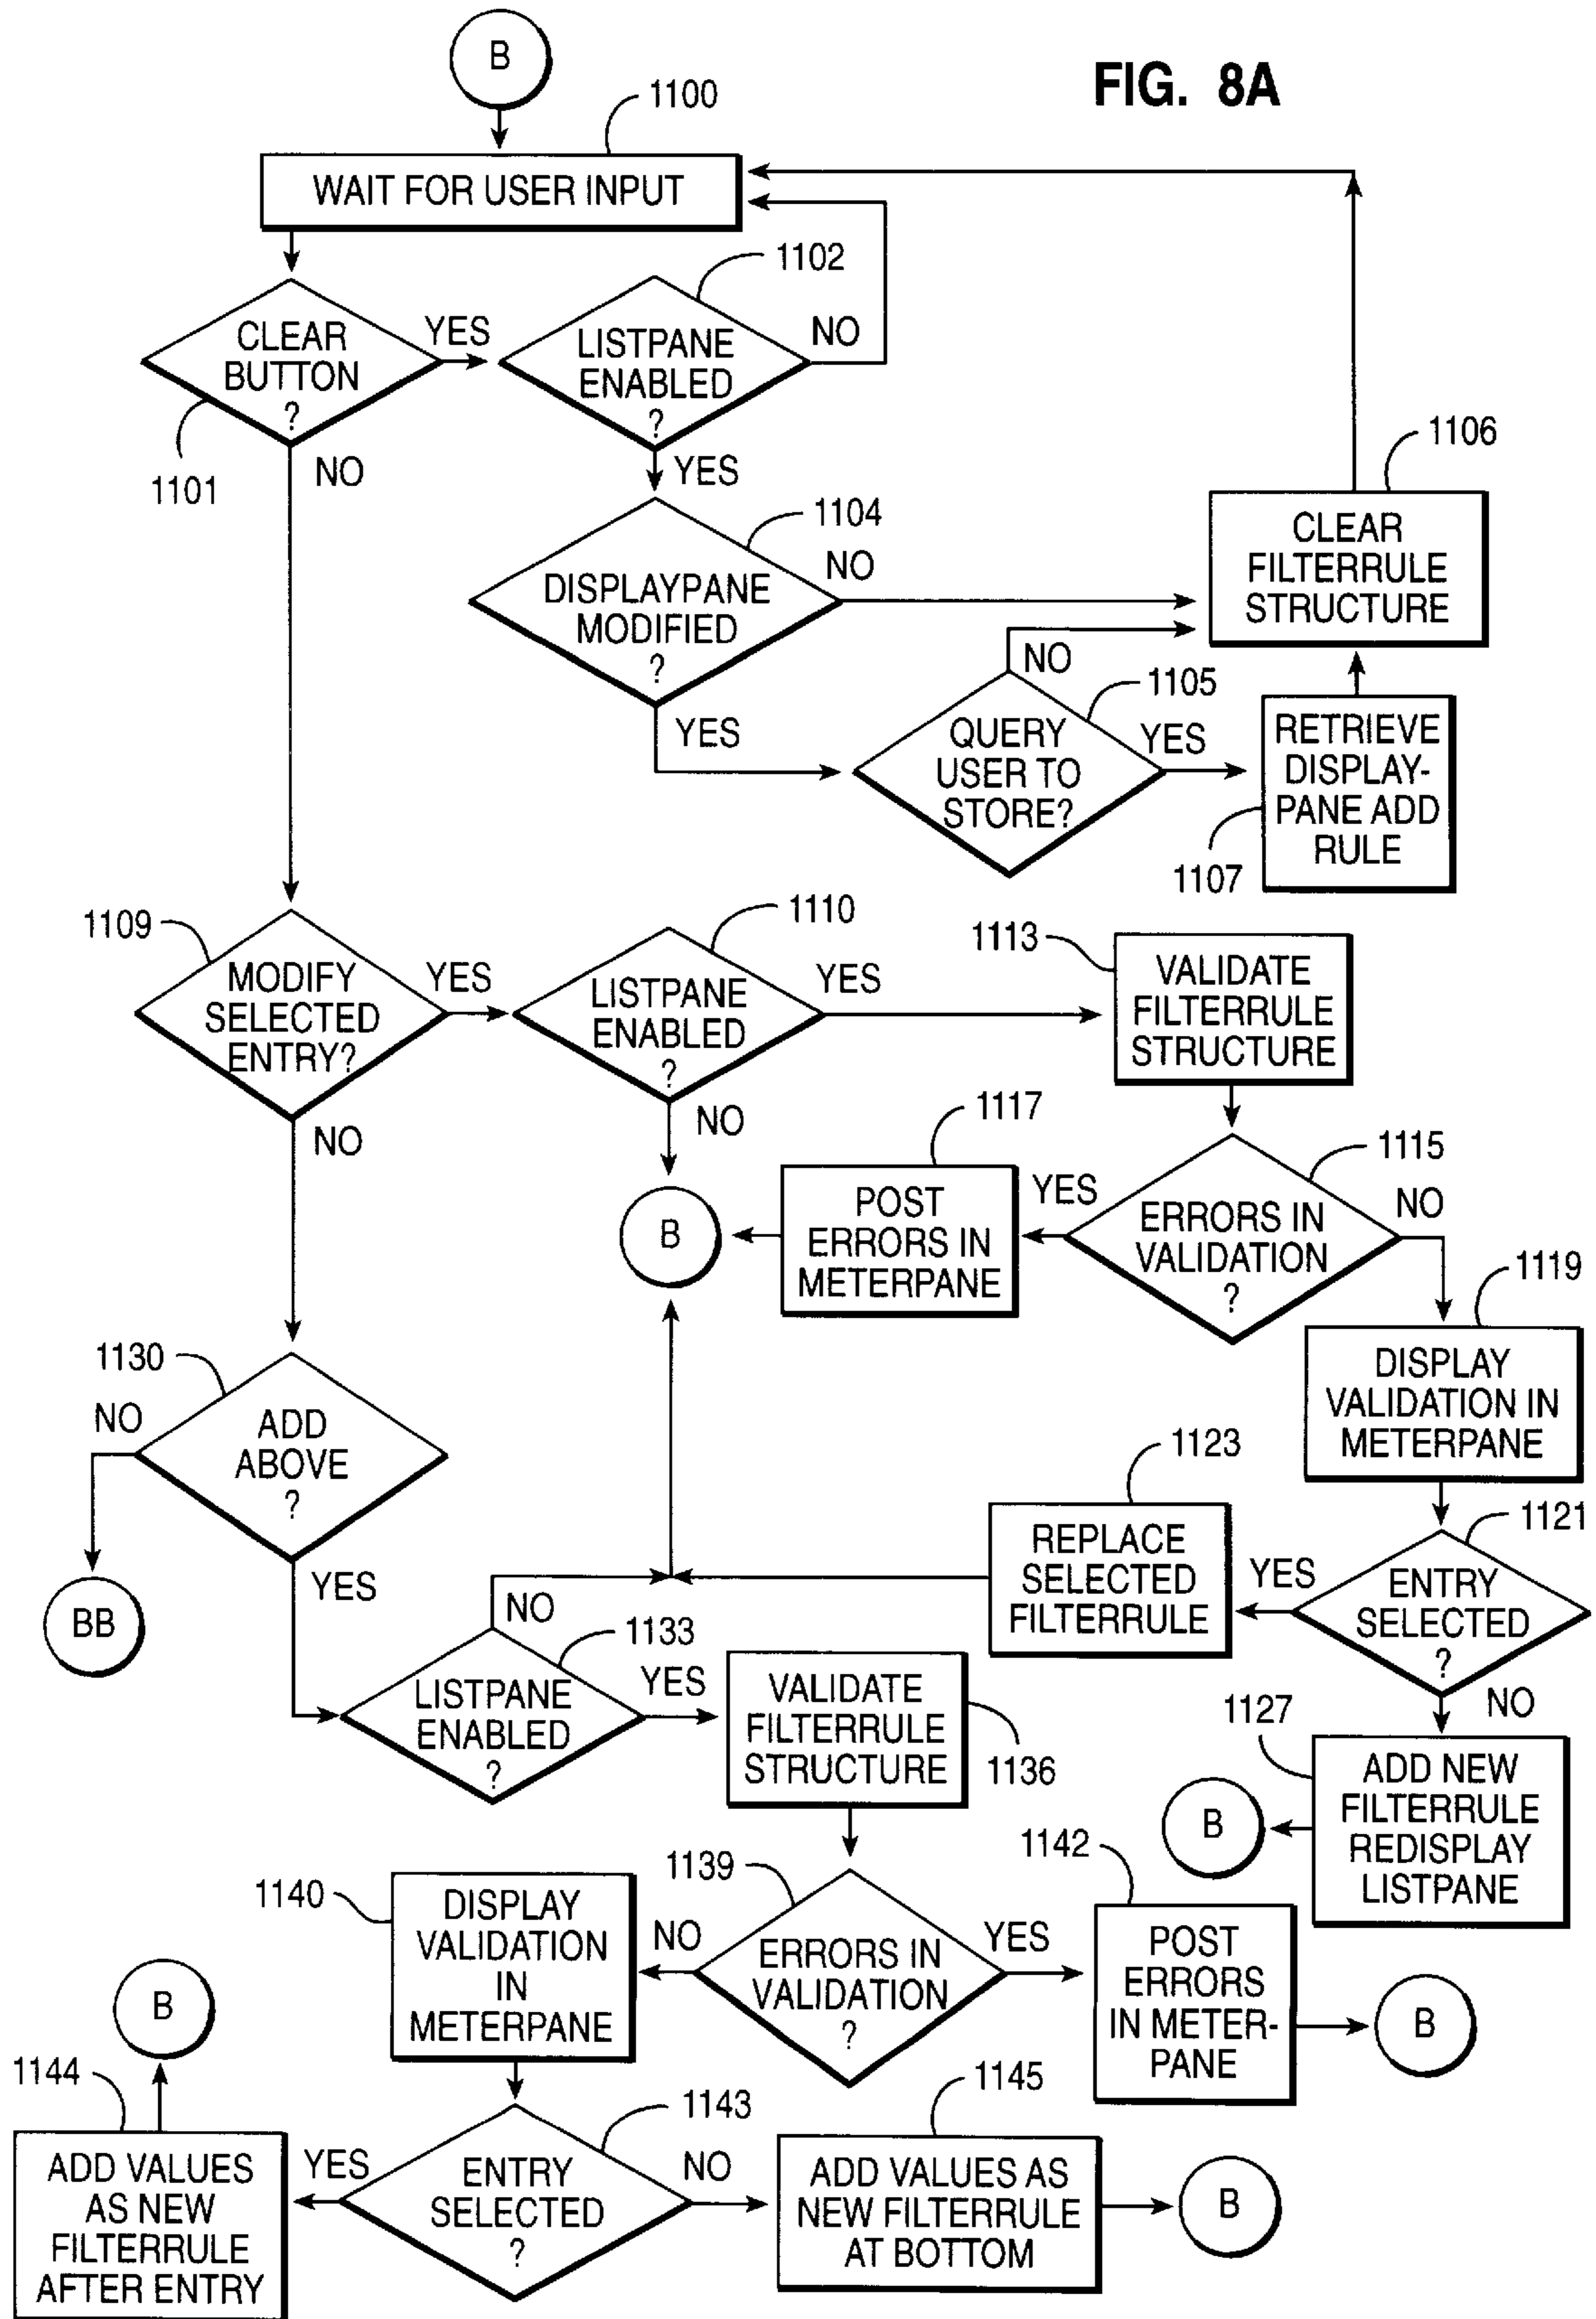 B
FIG. 8A
1100
WAIT FOR USER INPUT
1102
CLEAR
BUTTON
?
YES
1101
NO
LISTPANE
ENABLED
?
NO
YES
1104
DISPLAYPANE
MODIFIED
?
NO
YES
1106
CLEAR
FILTERRULE
STRUCTURE
NO
1105
QUERY
USER TO
STORE?
YES
RETRIEVE
DISPLAY-
PANE ADD
RULE
1107
1109
MODIFY
SELECTED
ENTRY?
YES
NO
1110
LISTPANE
ENABLED
?
YES
NO
1113
VALIDATE
FILTERRULE
STRUCTURE
1117
POST
ERRORS IN
METERPANE
B
1115
YES
ERRORS IN
VALIDATION
?
NO
1119
DISPLAY
VALIDATION IN
METERPANE
1130
NO
ADD
ABOVE
?
YES
BB
1123
REPLACE
SELECTED
FILTERRULE
1121
YES
ENTRY
SELECTED
?
NO
NO
1133
LISTPANE
ENABLED
?
YES
VALIDATE
FILTERRULE
STRUCTURE
1136
1127
ADD NEW
FILTERRULE
REDISPLAY
LISTPANE
B
1140
DISPLAY
VALIDATION
IN
METERPANE
1139
NO
ERRORS IN
VALIDATION
?
YES
1142
POST
ERRORS
IN METER-
PANE
B
B
1144
ADD VALUES
AS NEW
FILTERRULE
AFTER ENTRY
1143
YES
ENTRY
SELECTED
?
NO
1145
ADD VALUES AS
NEW FILTERRULE
AT BOTTOM
B